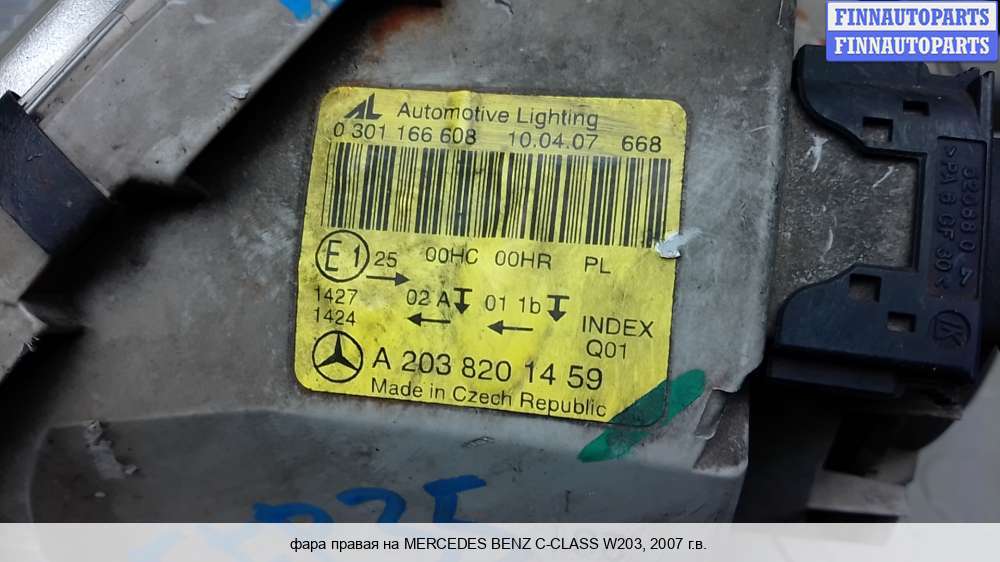 FINNAUTOPARTS
FINNAUTOPARTS
AL Automotive Lighting
0 301 166 608 10.04.07 668
E1 25 00HC 00HR PL
1427 02 A 01 1b
1424
INDEX
Q01
A 203 820 14 59
Made in Czech Republic
фара правая на MERCEDES BENZ C-CLASS W203, 2007 г.в.